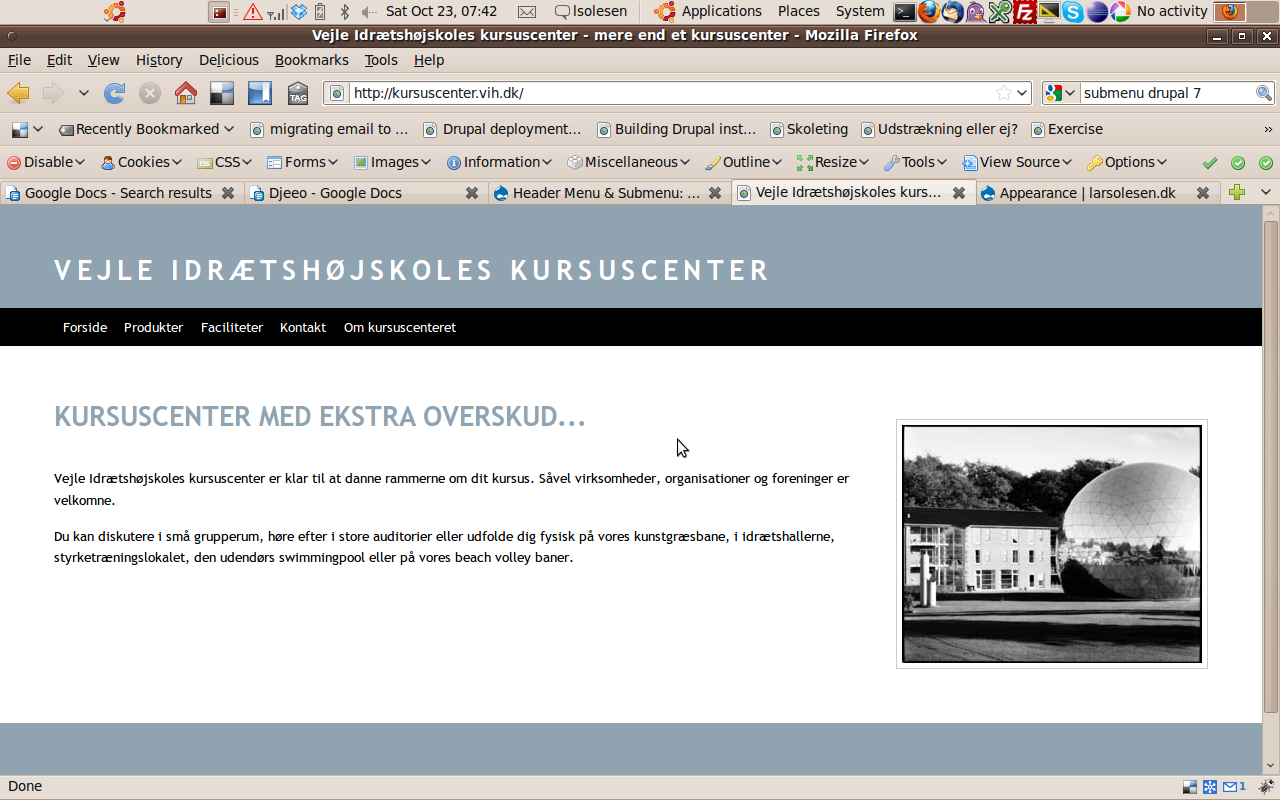 Sat Oct 23, 07:42 lsolesen Applications Places System No activity
Vejle Idrætshøjskoles kursuscenter - mere end et kursuscenter - Mozilla Firefox
File Edit View History Delicious Bookmarks Tools Help
TAG http://kursuscenter.vih.dk/ submenu drupal 7
Recently Bookmarked migrating email to ... Drupal deployment... Building Drupal inst... Skoleting Udstrækning eller ej? Exercise »
Disable Cookies CSS Forms Images Information Miscellaneous Outline Resize Tools View Source Options
Google Docs - Search results Djeeo - Google Docs Header Menu & Submenu: ... Vejle Idrætshøjskoles kurs... Appearance | larsolesen.dk
VEJLE IDRÆTSHØJSKOLES KURSUSCENTER
Forside Produkter Faciliteter Kontakt Om kursuscenteret
KURSUSCENTER MED EKSTRA OVERSKUD...
Vejle Idrætshøjskoles kursuscenter er klar til at danne rammerne om dit kursus. Såvel virksomheder, organisationer og foreninger er
velkomne.
Du kan diskutere i små grupperum, høre efter i store auditorier eller udfolde dig fysisk på vores kunstgræsbane, i idrætshallerne,
styrketræningslokalet, den udendørs swimmingpool eller på vores beach volley baner.
Done 1